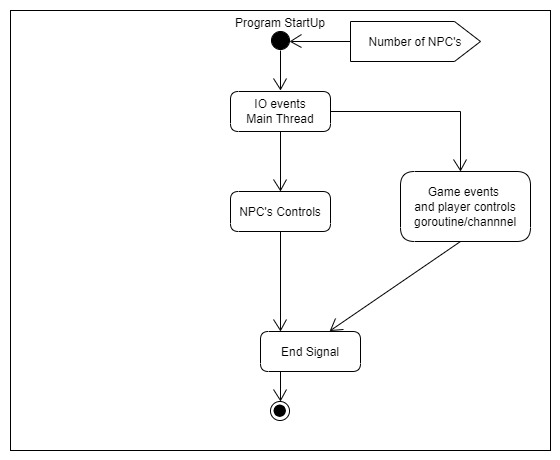 Program StartUp
Number of NPC's
IO events
Main Thread
NPC's Controls
Game events
and player controls
goroutine/channnel
End Signal